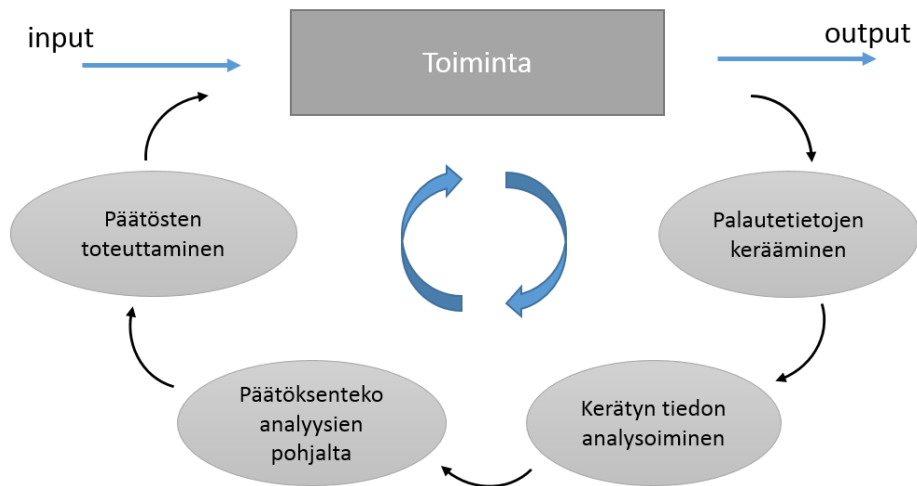 input
Toiminta
output
Päätösten
toteuttaminen
Palautetietojen
kerääminen
Päätöksenteko
analyysien
pohjalta
Kerätyn tiedon
analysoiminen